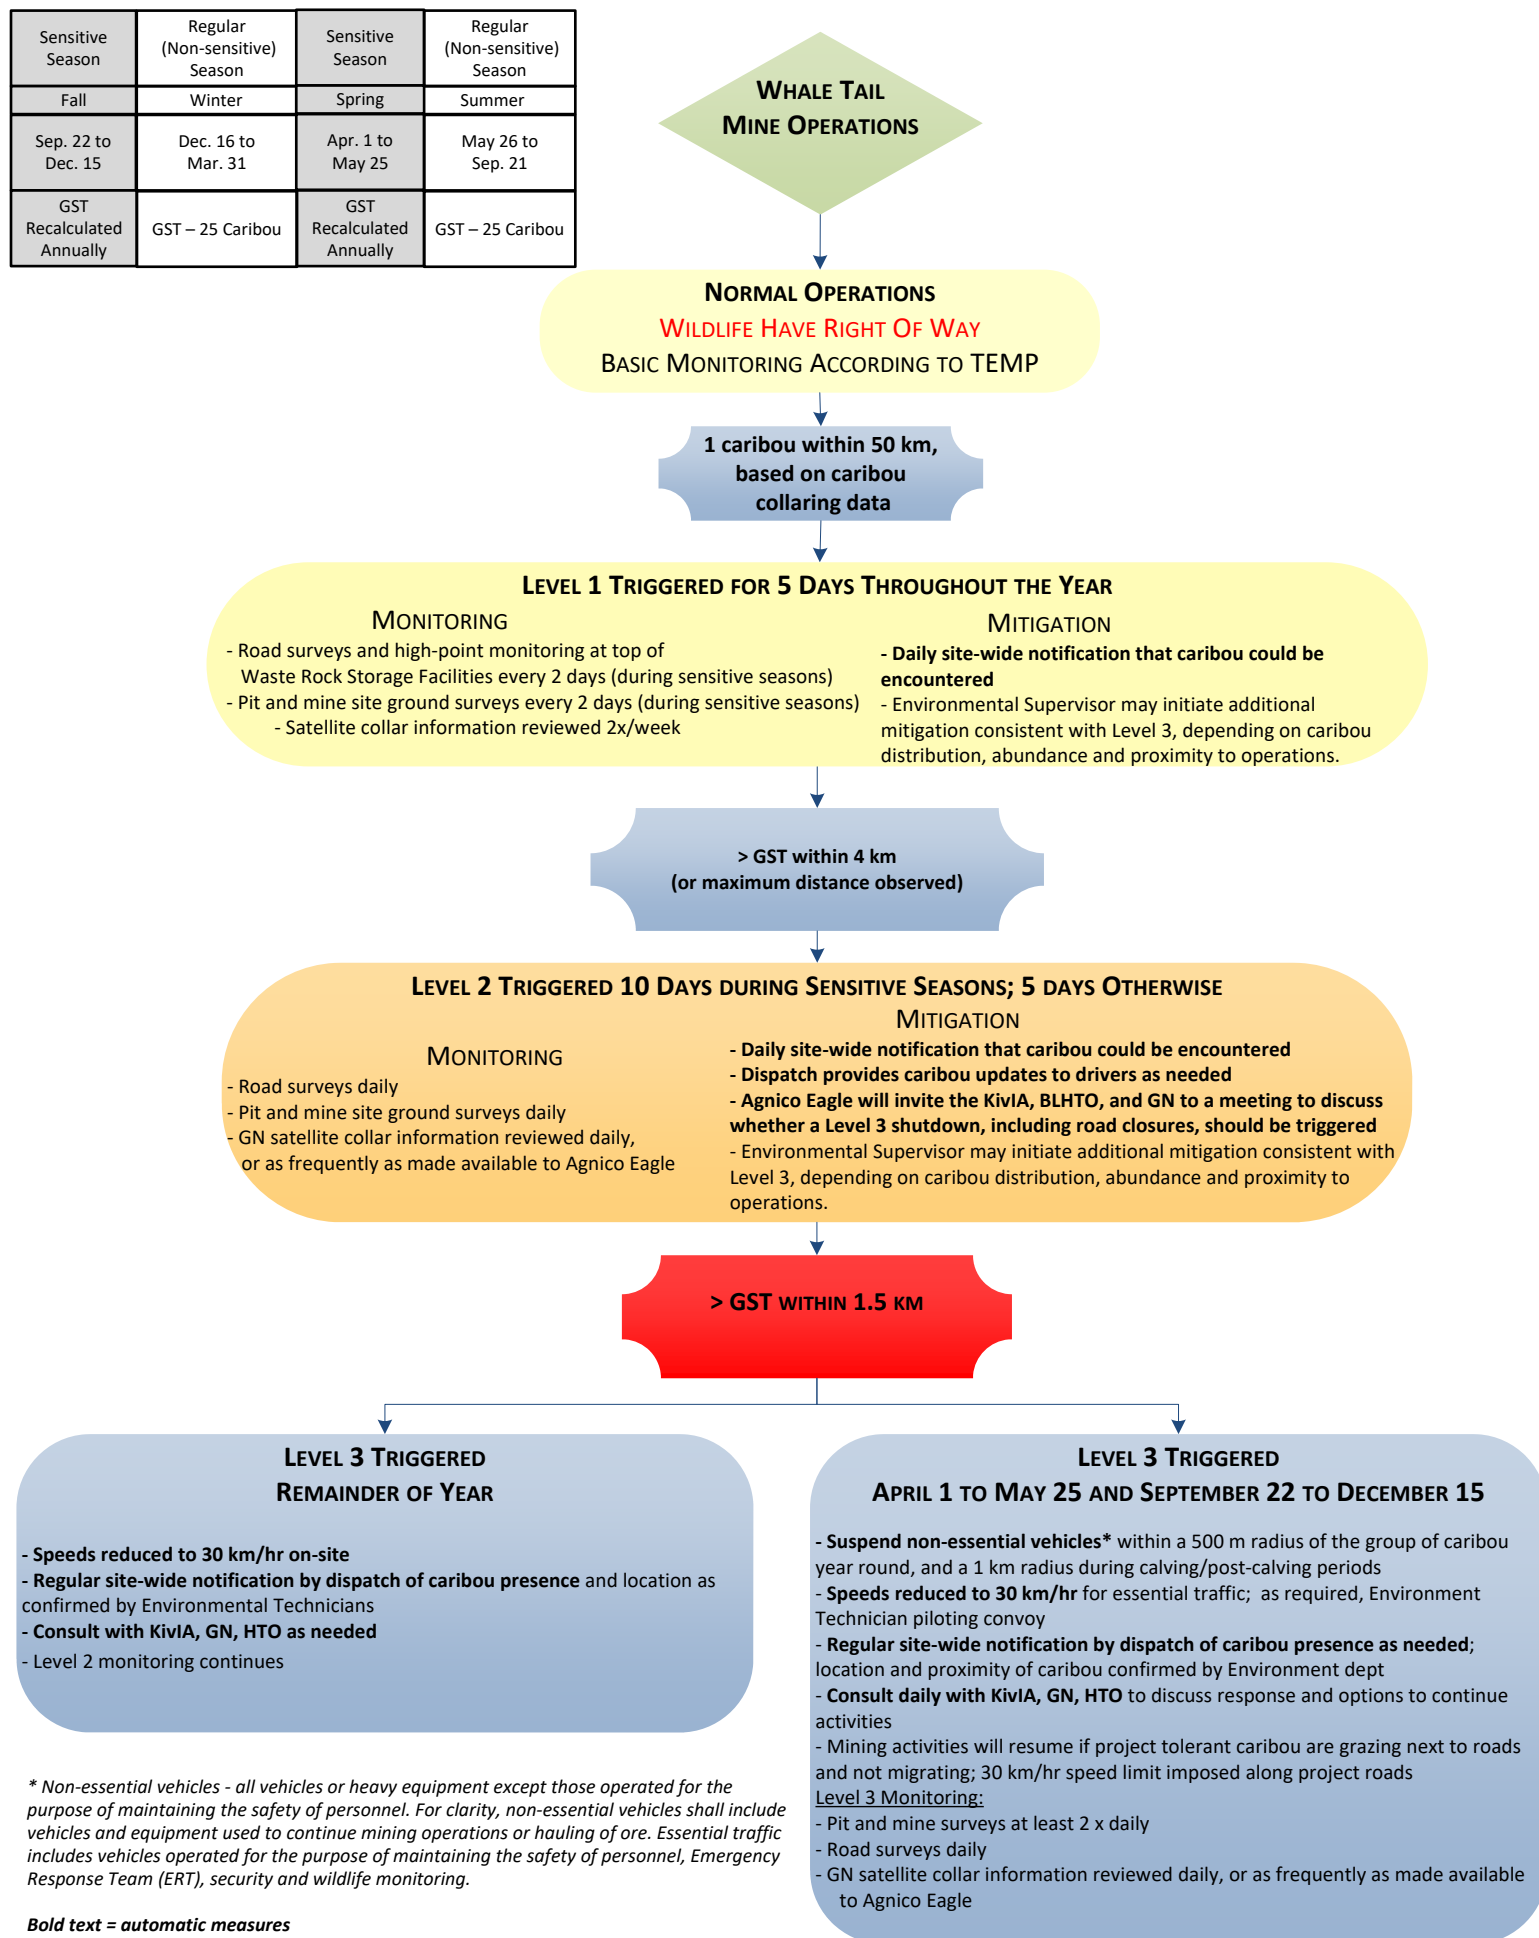 Sensitive
Season
Regular
(Non-sensitive)
Season
Sensitive
Season
Regular
(Non-sensitive)
Season
Fall
Winter
Spring
Summer
Sep. 22 to
Dec. 15
Dec. 16 to
Mar. 31
Apr. 1 to
May 25
May 26 to
Sep. 21
GST
Recalculated
Annually
GST – 25 Caribou
GST
Recalculated
Annually
GST – 25 Caribou
WHALE TAIL
MINE OPERATIONS
NORMAL OPERATIONS
WILDLIFE HAVE RIGHT OF WAY
BASIC MONITORING ACCORDING TO TEMP
1 caribou within 50 km,
based on caribou
collaring data
LEVEL 1 TRIGGERED FOR 5 DAYS THROUGHOUT THE YEAR
MONITORING
- Road surveys and high-point monitoring at top of
Waste Rock Storage Facilities every 2 days (during sensitive seasons)
- Pit and mine site ground surveys every 2 days (during sensitive seasons)
- Satellite collar information reviewed 2x/week
MITIGATION
- Daily site-wide notification that caribou could be
encountered
- Environmental Supervisor may initiate additional
mitigation consistent with Level 3, depending on caribou
distribution, abundance and proximity to operations.
> GST within 4 km
(or maximum distance observed)
LEVEL 2 TRIGGERED 10 DAYS DURING SENSITIVE SEASONS; 5 DAYS OTHERWISE
MONITORING
- Road surveys daily
- Pit and mine site ground surveys daily
- GN satellite collar information reviewed daily,
or as frequently as made available to Agnico Eagle
MITIGATION
- Daily site-wide notification that caribou could be encountered
- Dispatch provides caribou updates to drivers as needed
- Agnico Eagle will invite the KivIA, BLHTO, and GN to a meeting to discuss
whether a Level 3 shutdown, including road closures, should be triggered
- Environmental Supervisor may initiate additional mitigation consistent with
Level 3, depending on caribou distribution, abundance and proximity to
operations.
> GST WITHIN 1.5 KM
LEVEL 3 TRIGGERED
REMAINDER OF YEAR
- Speeds reduced to 30 km/hr on-site
- Regular site-wide notification by dispatch of caribou presence and location as
confirmed by Environmental Technicians
- Consult with KivIA, GN, HTO as needed
- Level 2 monitoring continues
LEVEL 3 TRIGGERED
APRIL 1 TO MAY 25 AND SEPTEMBER 22 TO DECEMBER 15
- Suspend non-essential vehicles* within a 500 m radius of the group of caribou
year round, and a 1 km radius during calving/post-calving periods
- Speeds reduced to 30 km/hr for essential traffic; as required, Environment
Technician piloting convoy
- Regular site-wide notification by dispatch of caribou presence as needed;
location and proximity of caribou confirmed by Environment dept
- Consult daily with KivIA, GN, HTO to discuss response and options to continue
activities
- Mining activities will resume if project tolerant caribou are grazing next to roads
and not migrating; 30 km/hr speed limit imposed along project roads
Level 3 Monitoring:
- Pit and mine surveys at least 2 x daily
- Road surveys daily
- GN satellite collar information reviewed daily, or as frequently as made available
to Agnico Eagle
* Non-essential vehicles - all vehicles or heavy equipment except those operated for the
purpose of maintaining the safety of personnel. For clarity, non-essential vehicles shall include
vehicles and equipment used to continue mining operations or hauling of ore. Essential traffic
includes vehicles operated for the purpose of maintaining the safety of personnel, Emergency
Response Team (ERT), security and wildlife monitoring.
Bold text = automatic measures